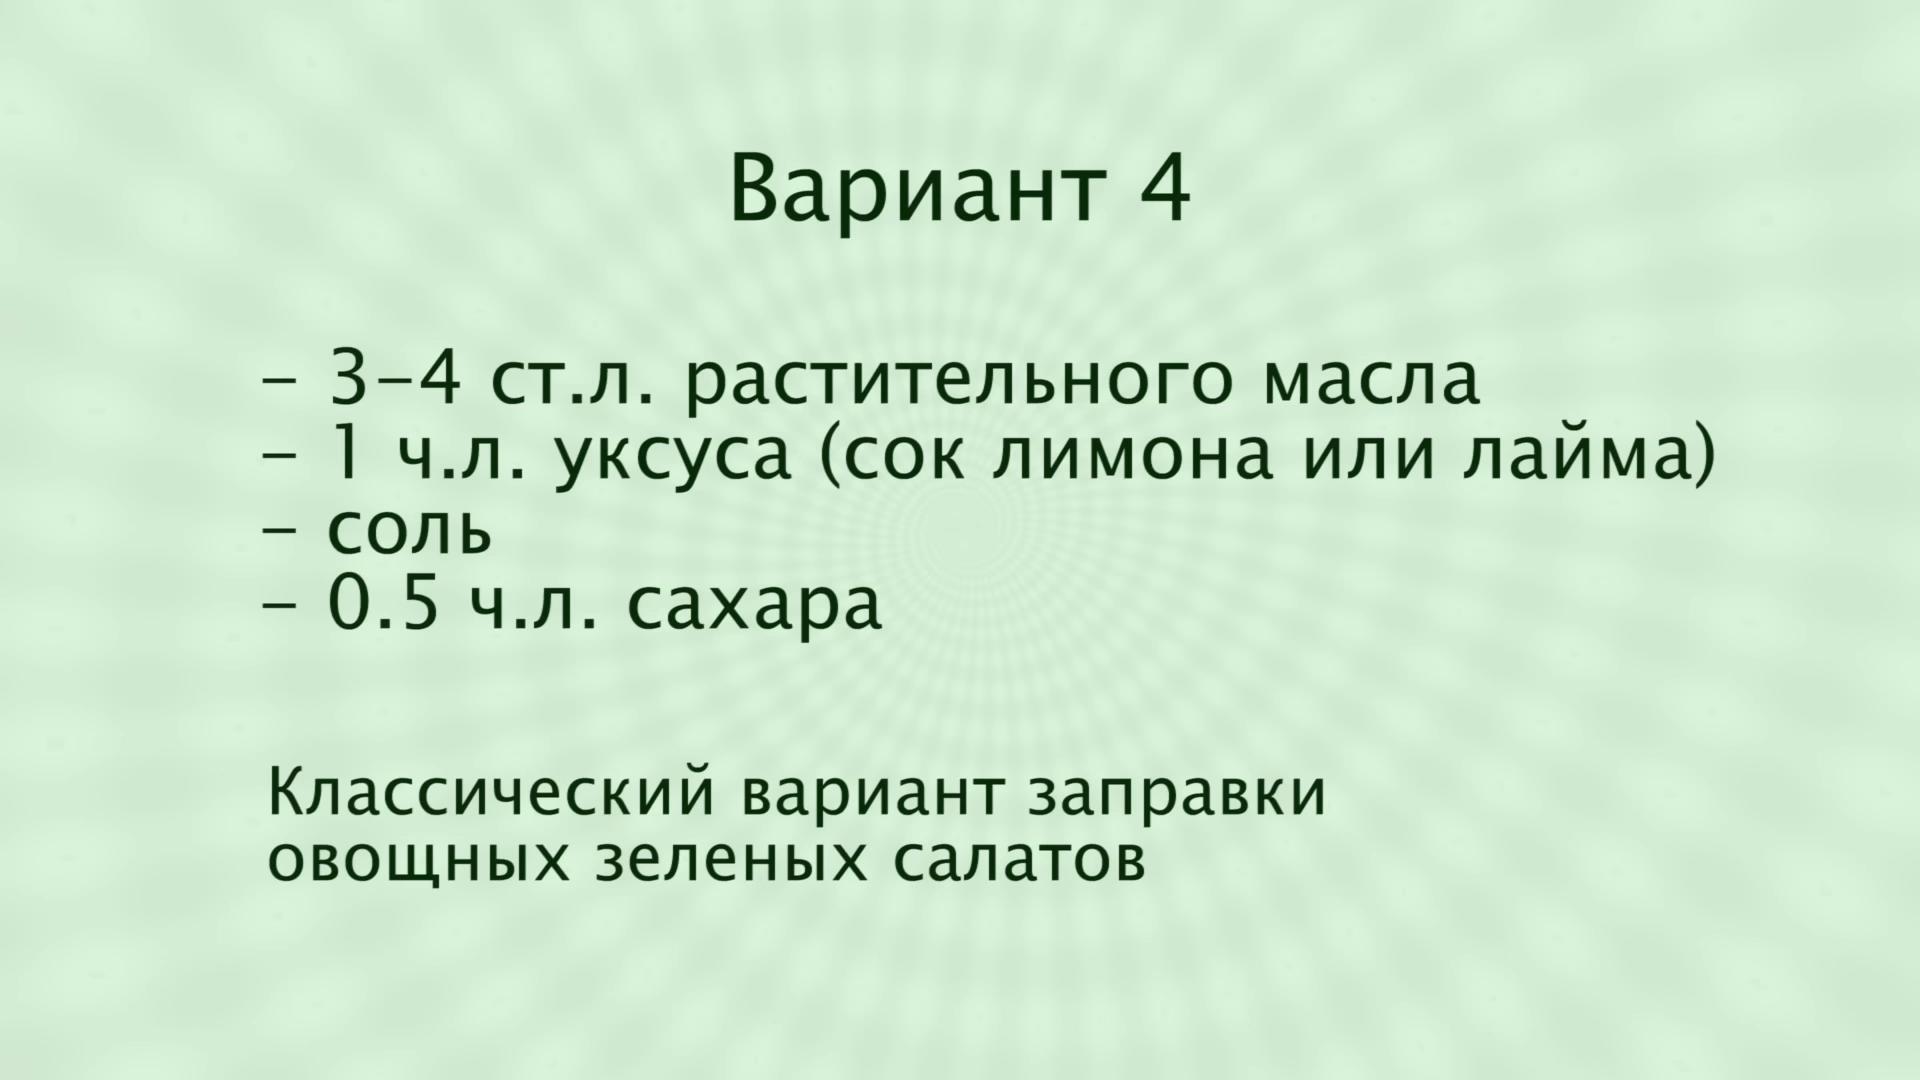 Вариант 4
- 3-4 ст.л. растительного масла
- 1 ч.л. уксуса (сок лимона или лайма)
- соль
- 0.5 ч.л. сахара
Классический вариант заправки
овощных зеленых салатов